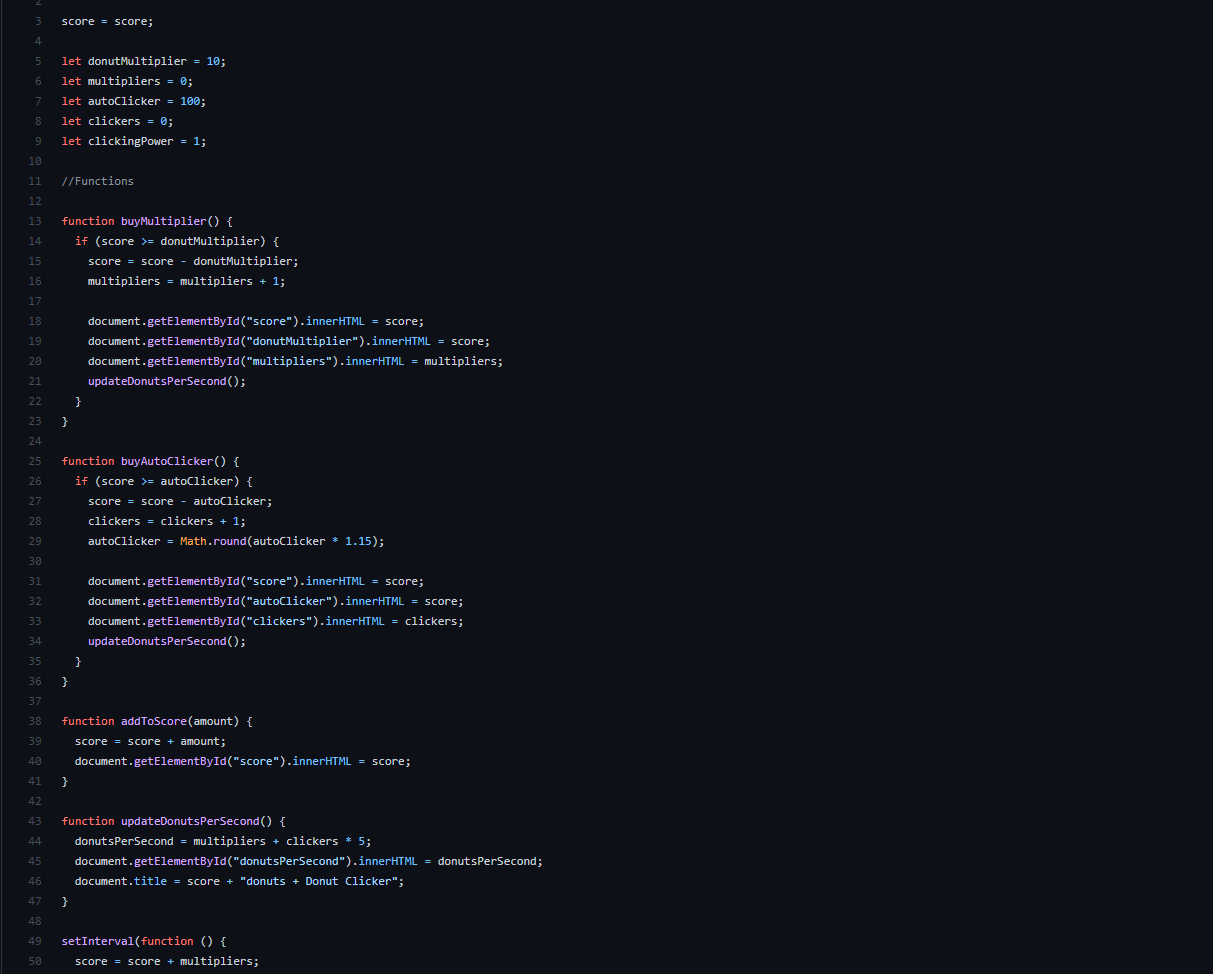 2
3 score = score;
4
5 let donutMultiplier = 10;
6 let multipliers = 0;
7 let autoClicker = 100;
8 let clickers = 0;
9 let clickingPower = 1;
10
11 //Functions
12
13 function buyMultiplier() {
14   if (score >= donutMultiplier) {
15     score = score - donutMultiplier;
16     multipliers = multipliers + 1;
17
18     document.getElementById("score").innerHTML = score;
19     document.getElementById("donutMultiplier").innerHTML = score;
20     document.getElementById("multipliers").innerHTML = multipliers;
21     updateDonutsPerSecond();
22   }
23 }
24
25 function buyAutoClicker() {
26   if (score >= autoClicker) {
27     score = score - autoClicker;
28     clickers = clickers + 1;
29     autoClicker = Math.round(autoClicker * 1.15);
30
31     document.getElementById("score").innerHTML = score;
32     document.getElementById("autoClicker").innerHTML = score;
33     document.getElementById("clickers").innerHTML = clickers;
34     updateDonutsPerSecond();
35   }
36 }
37
38 function addToScore(amount) {
39   score = score + amount;
40   document.getElementById("score").innerHTML = score;
41 }
42
43 function updateDonutsPerSecond() {
44   donutsPerSecond = multipliers + clickers * 5;
45   document.getElementById("donutsPerSecond").innerHTML = donutsPerSecond;
46   document.title = score + "donuts + Donut Clicker";
47 }
48
49 setInterval(function () {
50   score = score + multipliers;